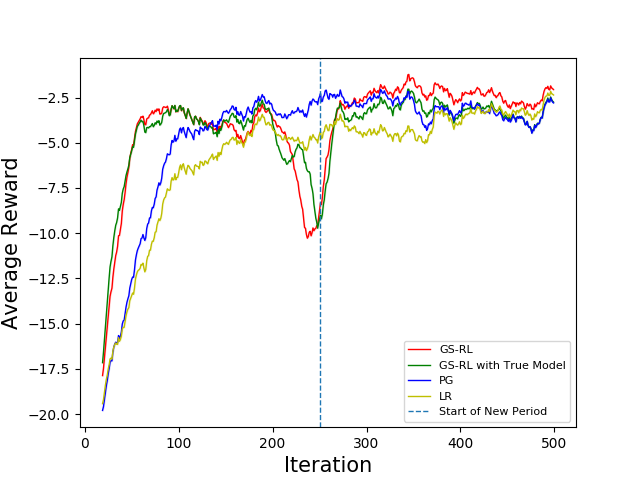 −2.5
−5.0
−7.5
−10.0
−12.5
−15.0
−17.5
−20.0
Average Reward
0
100
200
300
400
500
Iteration
GS-RL
GS-RL with True Model
PG
LR
Start of New Period